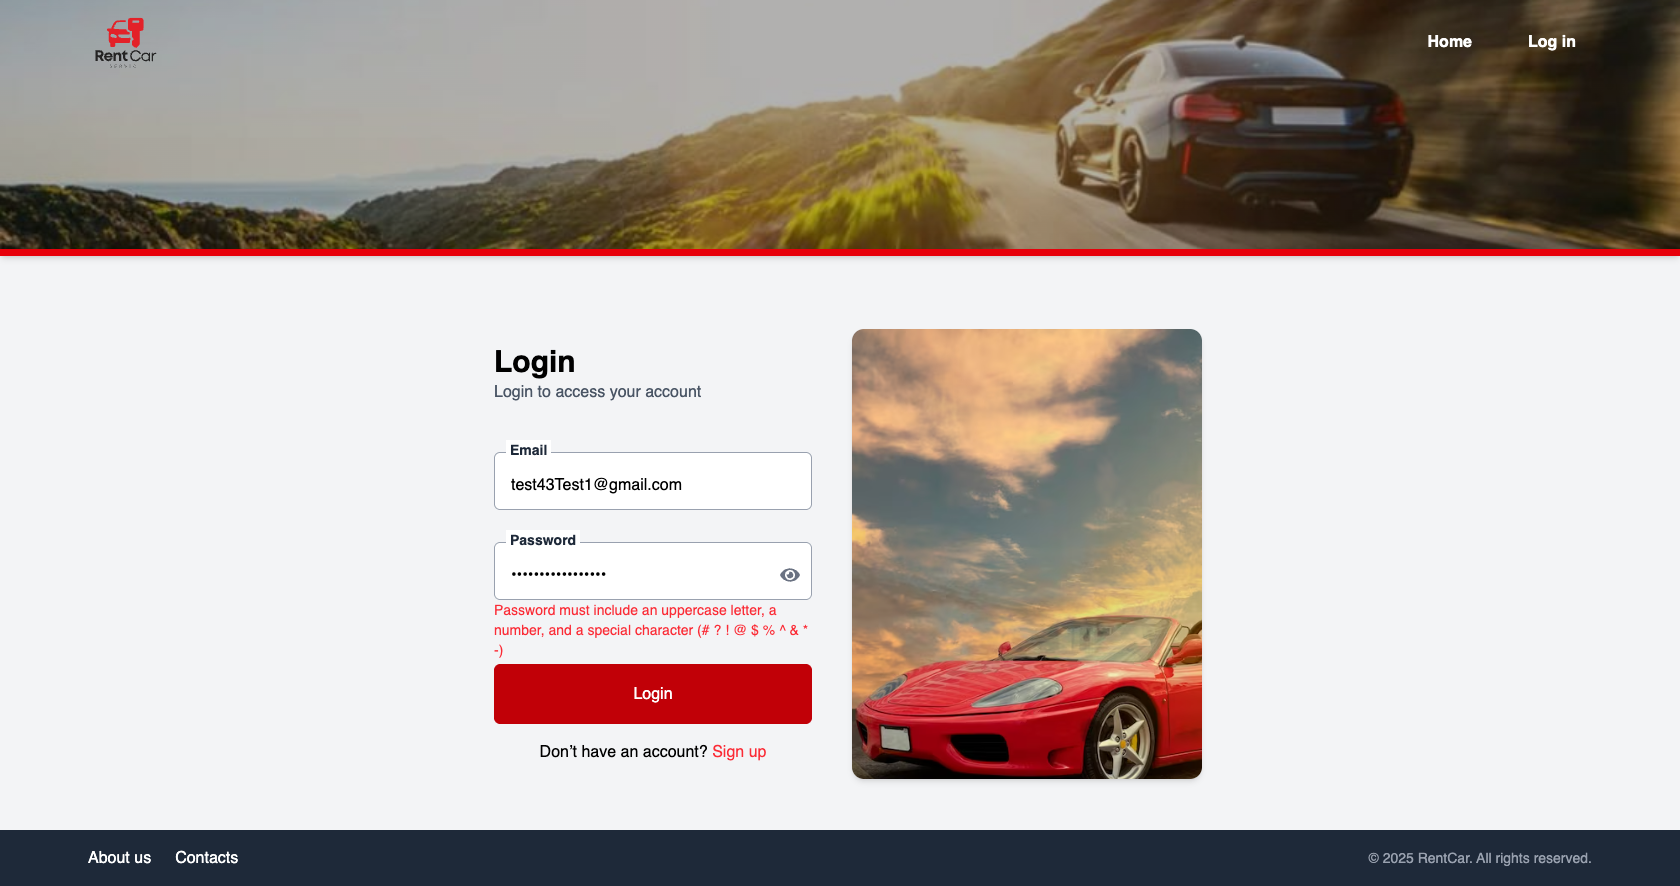 Rent Car
Home
Log in
Login
Login to access your account
Email
test43Test1@gmail.com
Password
•••••••••••••••••
Password must include an uppercase letter, a
number, and a special character (# ? ! @ $ % ^ & *
-)
Login
Don’t have an account? Sign up
About us
Contacts
© 2025 RentCar. All rights reserved.